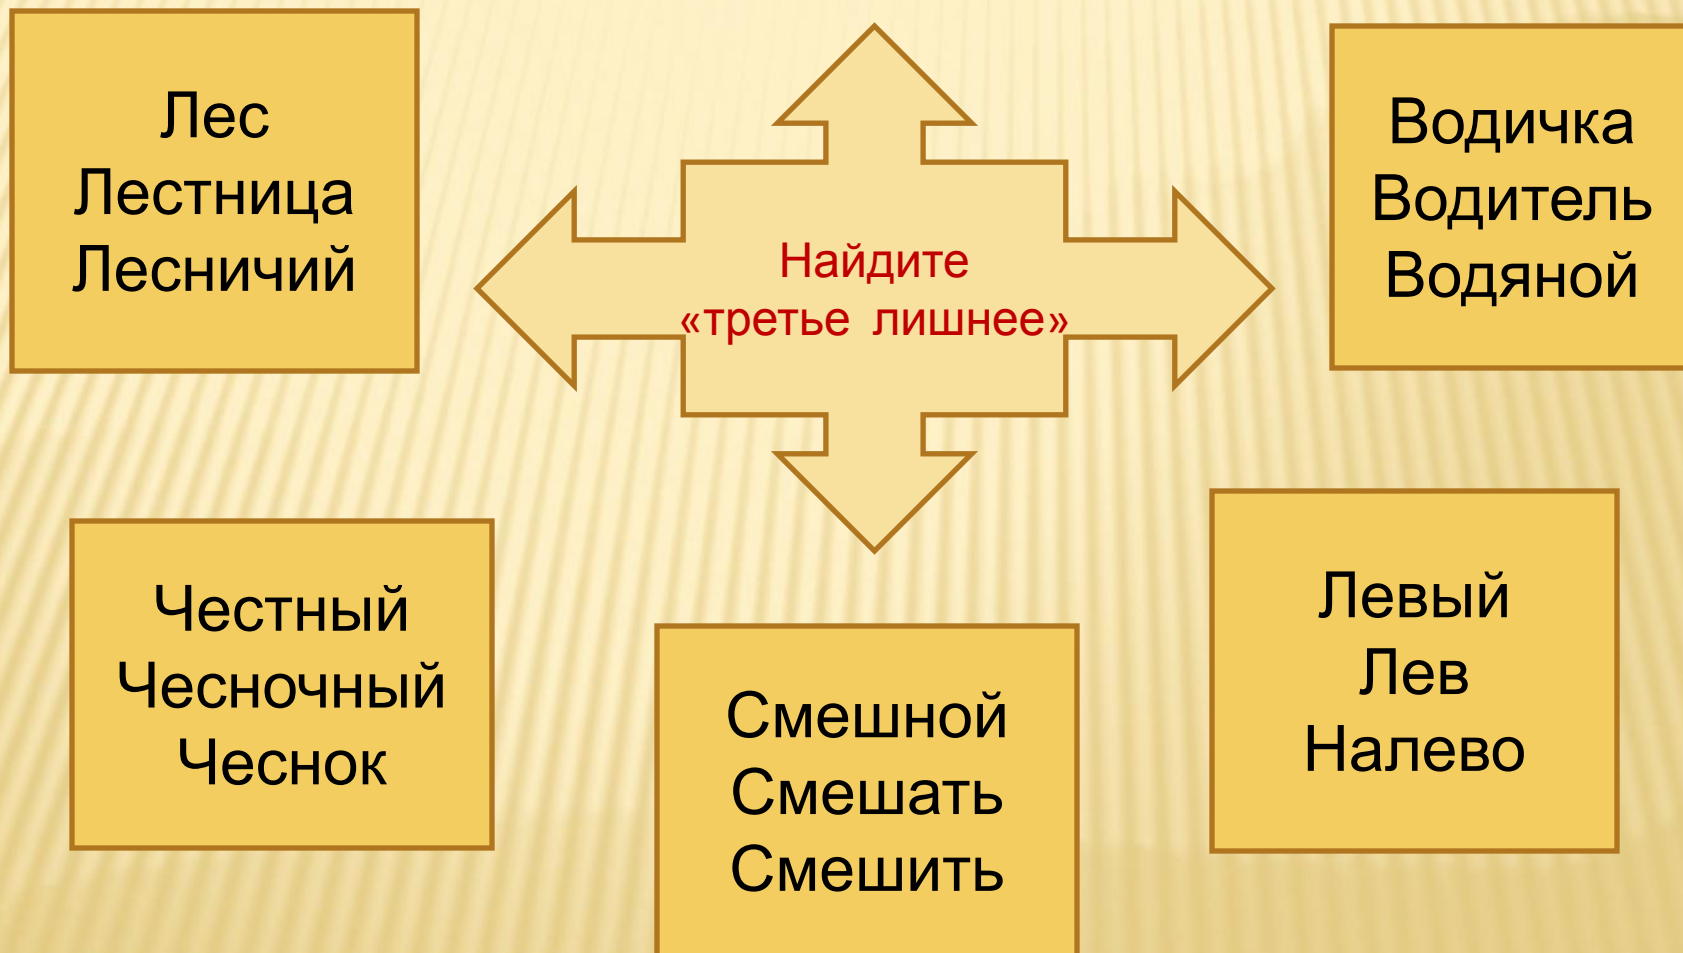 Лес
Лестница
Лесничий
Найдите
«третье лишнее»
Водичка
Водитель
Водяной
Честный
Чесночный
Чеснок
Смешной
Смешать
Смешить
Левый
Лев
Налево